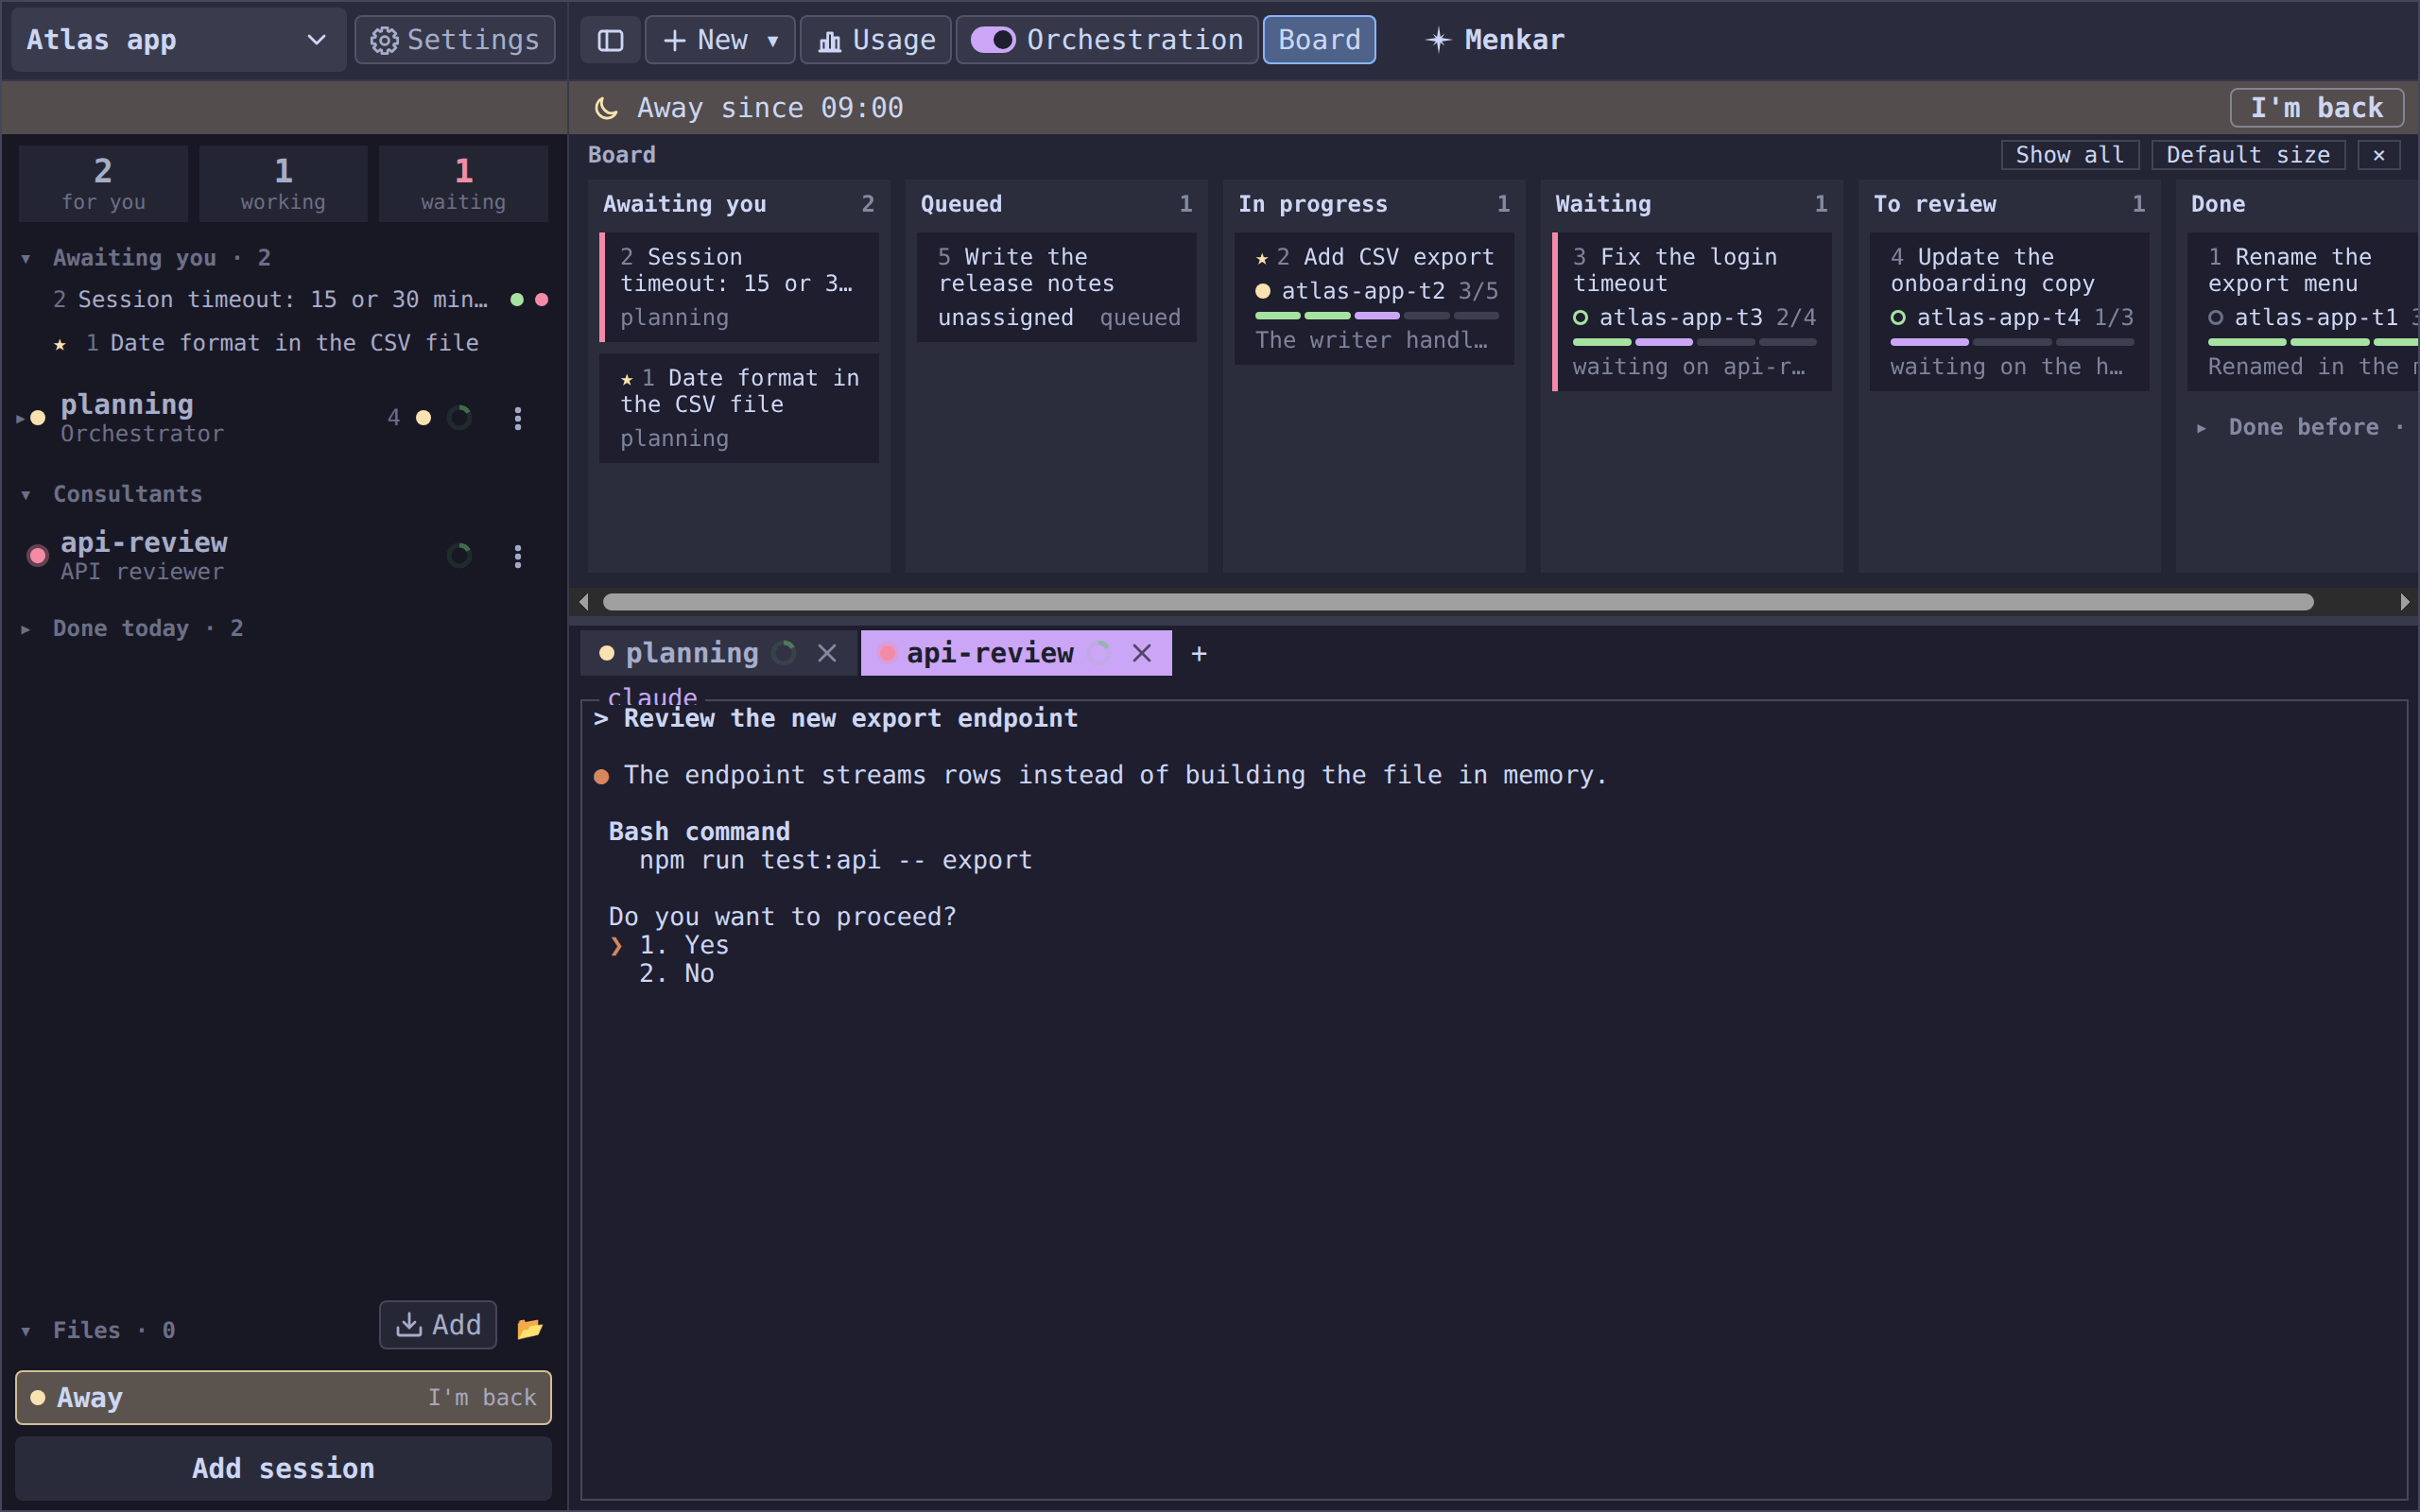 Atlas app
Settings
New ▾
Usage
Orchestration
Board
Menkar
Away since 09:00
I'm back
2
for you
1
working
1
waiting
▾ Awaiting you · 2
2 Session timeout: 15 or 30 min…
★ 1 Date format in the CSV file
▸ planning
Orchestrator
4
▾ Consultants
api-review
API reviewer
▸ Done today · 2
▾ Files · 0
Add
Away
I'm back
Add session
Board
Show all
Default size
×
Awaiting you 2
2 Session
timeout: 15 or 3…
planning
★ 1 Date format in
the CSV file
planning
Queued 1
5 Write the
release notes
unassigned queued
In progress 1
★ 2 Add CSV export
atlas-app-t2 3/5
The writer handl…
Waiting 1
3 Fix the login
timeout
atlas-app-t3 2/4
waiting on api-r…
To review 1
4 Update the
onboarding copy
atlas-app-t4 1/3
waiting on the h…
Done
1 Rename the
export menu
atlas-app-t1
Renamed in the
▸ Done before ·
planning
api-review
+
claude
> Review the new export endpoint
● The endpoint streams rows instead of building the file in memory.
Bash command
npm run test:api -- export
Do you want to proceed?
❯ 1. Yes
2. No